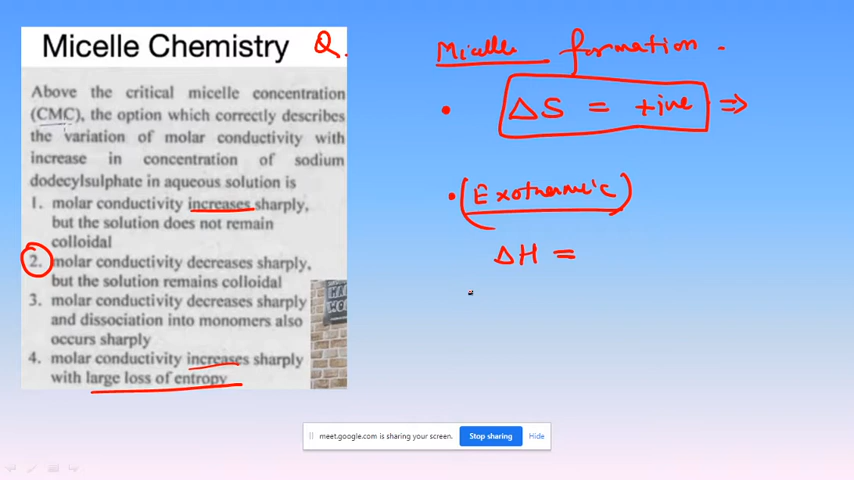 Micelle Chemistry Q.
Above the critical micelle concentration
(CMC), the option which correctly describes
the variation of molar conductivity with
increase in concentration of sodium
dodecylsulphate in aqueous solution is
1. molar conductivity increases sharply,
but the solution does not remain
colloidal
2. molar conductivity decreases sharply,
but the solution remains colloidal
3. molar conductivity decreases sharply
and dissociation into monomers also
occurs sharply
4. molar conductivity increases sharply
with large loss of entropy
Micelle formation.
• ΔS = +ive ⇒
• (Exothermic)
ΔH =
meet.google.com is sharing your screen. Stop sharing Hide